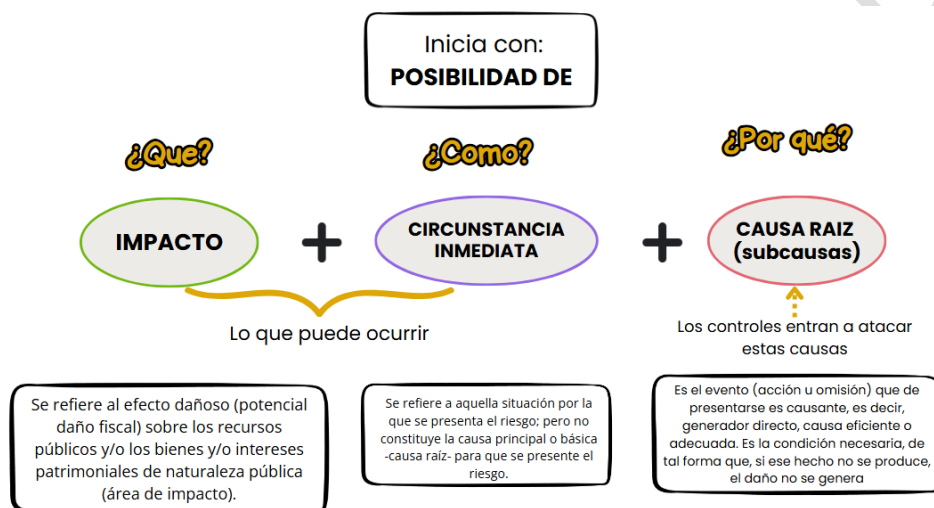 Inicia con:
POSIBILIDAD DE
¿Que?
¿Como?
¿Por qué?
IMPACTO
+
CIRCUNSTANCIA
INMEDIATA
+
CAUSA RAIZ
(subcausas)
Lo que puede ocurrir
Los controles entran a atacar
estas causas
Se refiere al efecto dañoso (potencial
daño fiscal) sobre los recursos
públicos y/o los bienes y/o intereses
patrimoniales de naturaleza pública
(área de impacto).
Se refiere a aquella situación por la
que se presenta el riesgo; pero no
constituye la causa principal o básica
-causa raíz- para que se presente el
riesgo.
Es el evento (acción u omisión) que de
presentarse es causante, es decir,
generador directo, causa eficiente o
adecuada. Es la condición necesaria, de
tal forma que, si ese hecho no se produce,
el daño no se genera